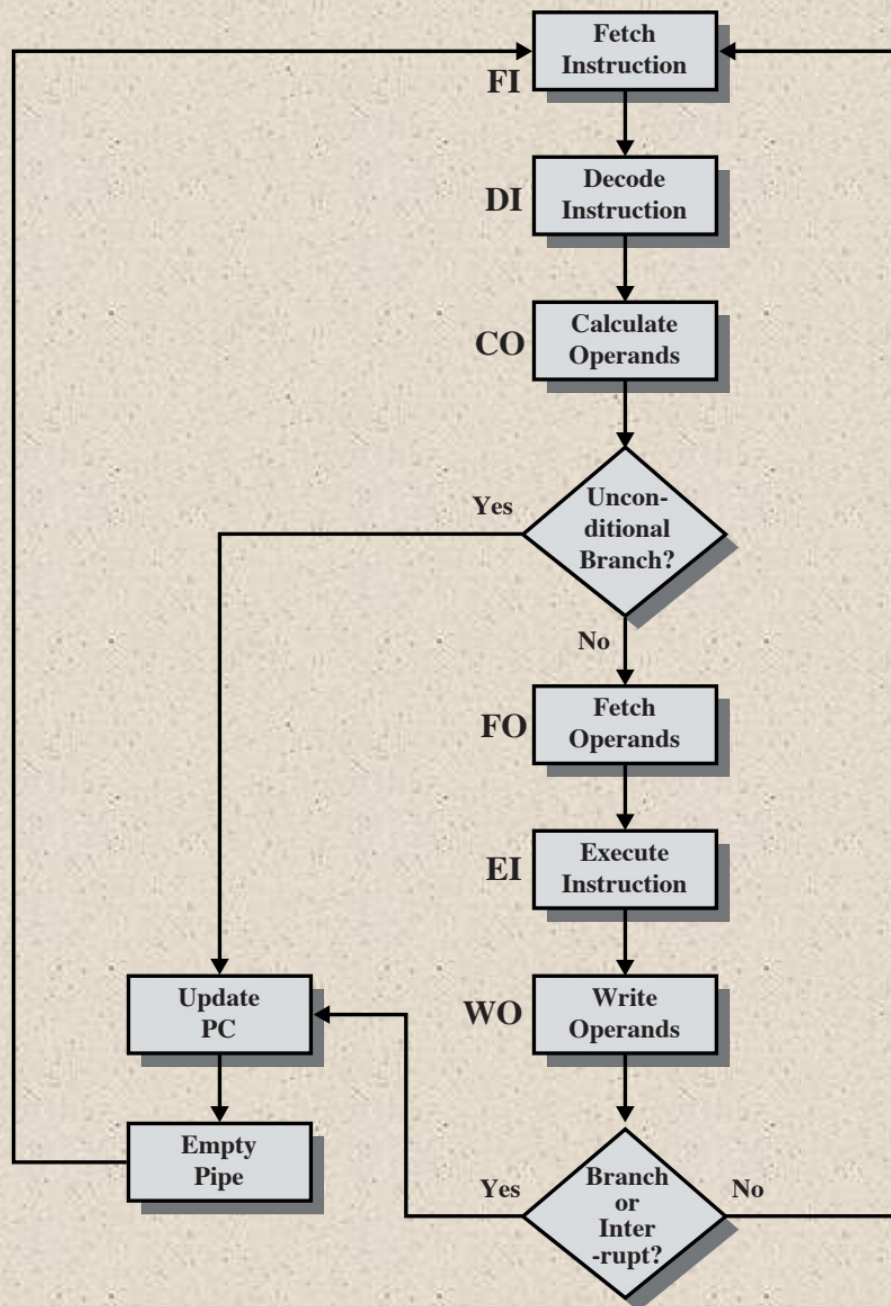 Fetch
Instruction
FI
Decode
Instruction
DI
Calculate
Operands
CO
Yes
Uncon-
ditional
Branch?
No
Fetch
Operands
FO
Execute
Instruction
EI
Update
PC
Write
Operands
WO
Empty
Pipe
Yes
Branch
or
Inter
-rupt?
No